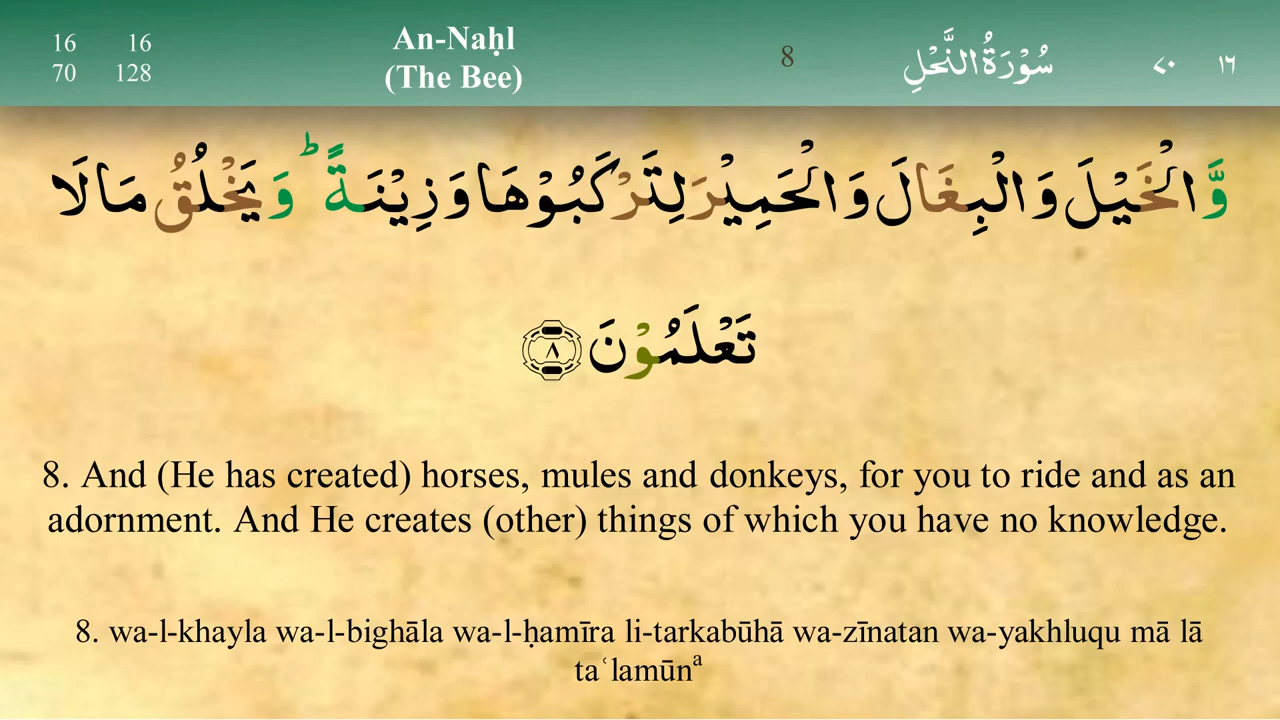 16 16 An-Naḥl 8 سُوْرَةُ النَّحْلِ ٧٠ ١٦
70 128 (The Bee)
وَّالْخَيْلَ وَالْبِغَالَ وَالْحَمِيْرَ لِتَرْكَبُوْهَا وَزِيْنَةًؕ وَيَخْلُقُ مَا لَا
تَعْلَمُوْنَ ۝٨
8. And (He has created) horses, mules and donkeys, for you to ride and as an
adornment. And He creates (other) things of which you have no knowledge.
8. wa-l-khayla wa-l-bighāla wa-l-ḥamīra li-tarkabūhā wa-zīnatan wa-yakhluqu mā lā
taʿlamūnᵃ